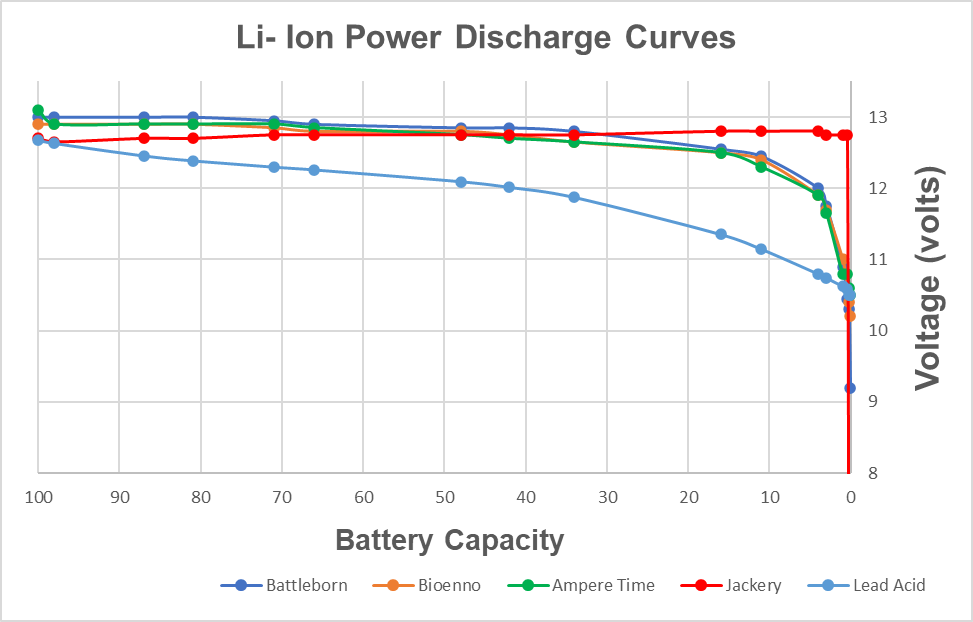 Li- Ion Power Discharge Curves
13
12
11
10
9
8
Voltage (volts)
100 90 80 70 60 50 40 30 20 10 0
Battery Capacity
Battleborn Bioenno Ampere Time Jackery Lead Acid